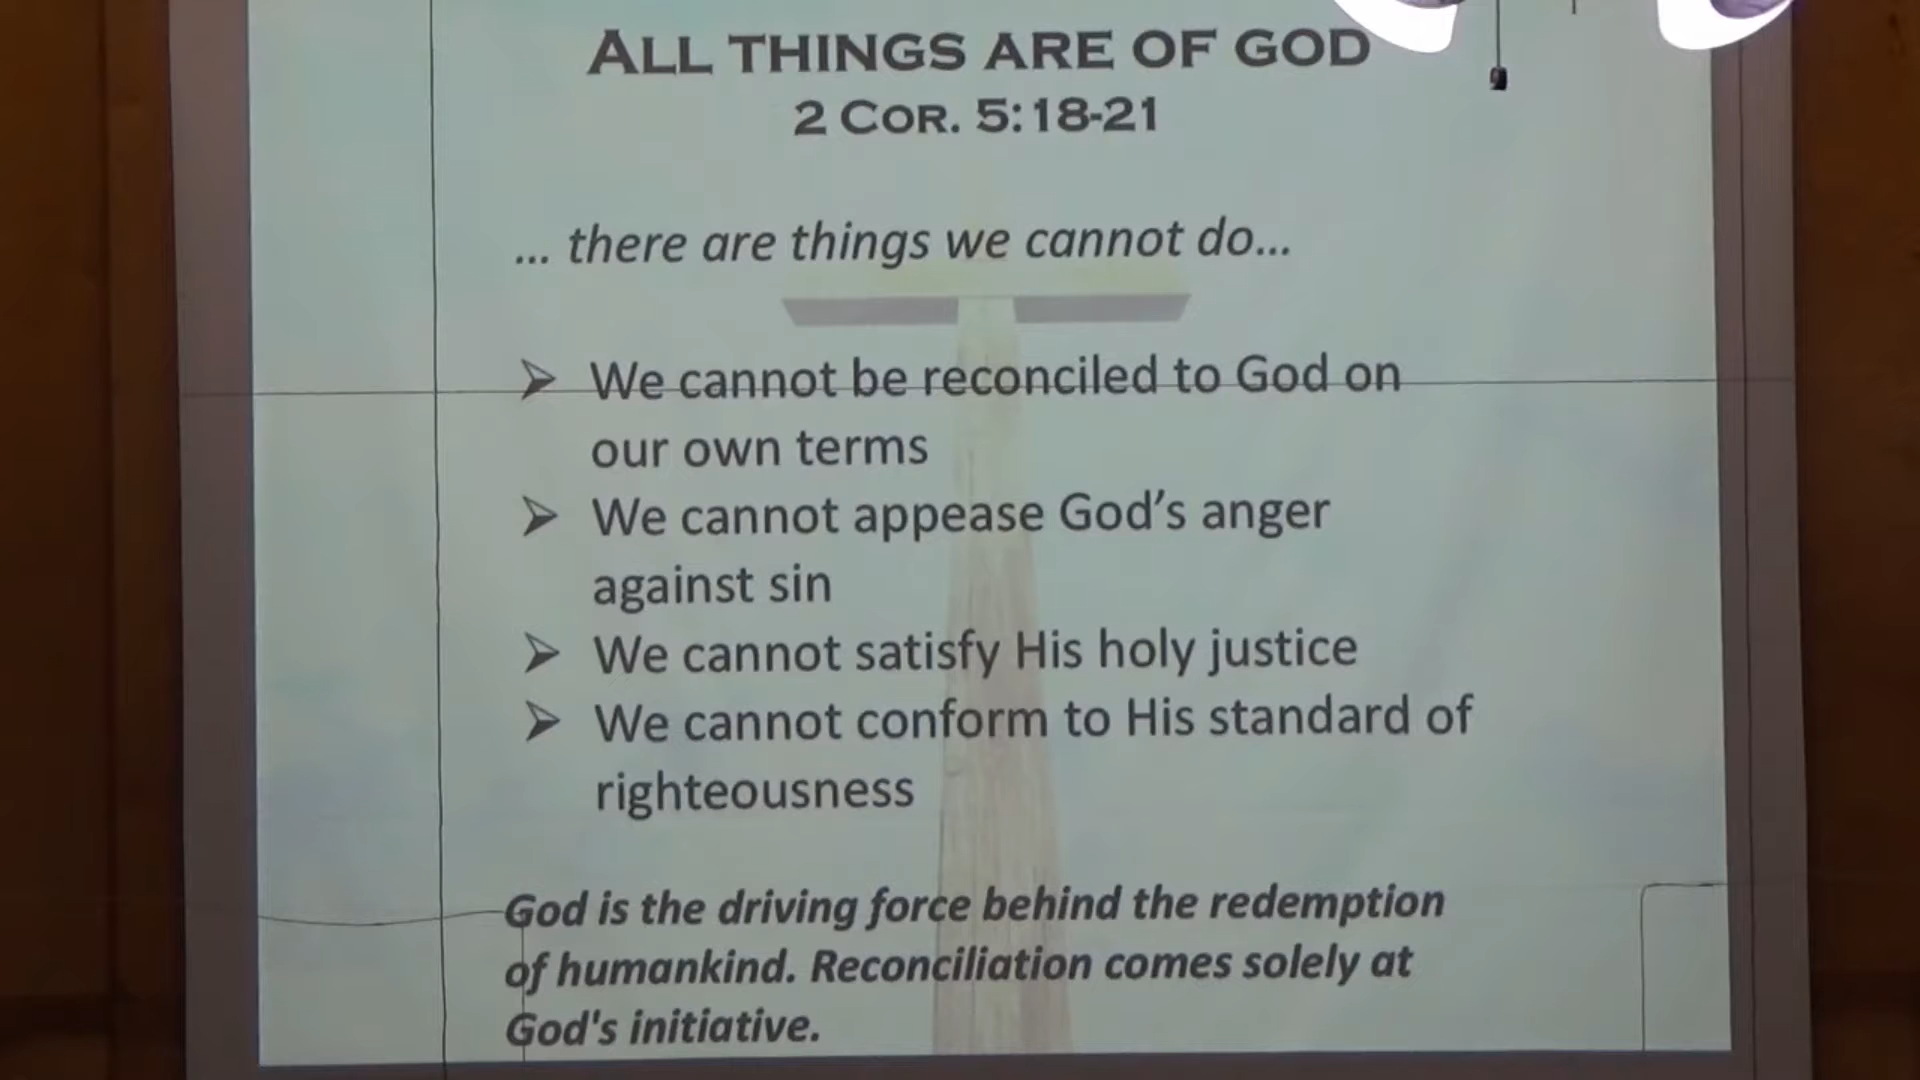 ALL THINGS ARE OF GOD
2 COR. 5:18-21
... there are things we cannot do...
➢ We cannot be reconciled to God on
our own terms
➢ We cannot appease God's anger
against sin
➢ We cannot satisfy His holy justice
➢ We cannot conform to His standard of
righteousness
God is the driving force behind the redemption
of humankind. Reconciliation comes solely at
God's initiative.